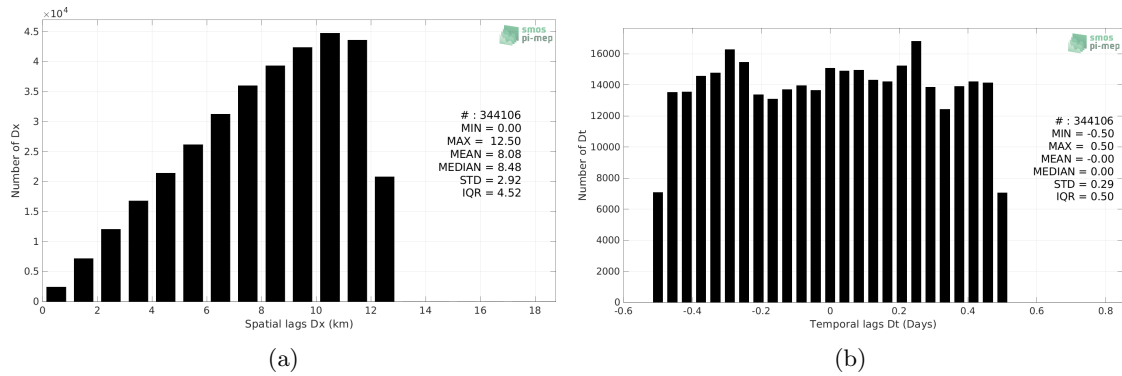 ×10⁴
4.5
4
3.5
3
2.5
2
1.5
1
0.5
0
Number of Dx
smos
pi-mep
# : 344106
MIN = 0.00
MAX = 12.50
MEAN = 8.08
MEDIAN = 8.48
STD = 2.92
IQR = 4.52
0 2 4 6 8 10 12 14 16 18
Spatial lags Dx (km)
(a)
16000
14000
12000
10000
8000
6000
4000
2000
0
Number of Dt
smos
pi-mep
# : 344106
MIN = -0.50
MAX = 0.50
MEAN = -0.00
MEDIAN = 0.00
STD = 0.29
IQR = 0.50
-0.6 -0.4 -0.2 0 0.2 0.4 0.6 0.8
Temporal lags Dt (Days)
(b)